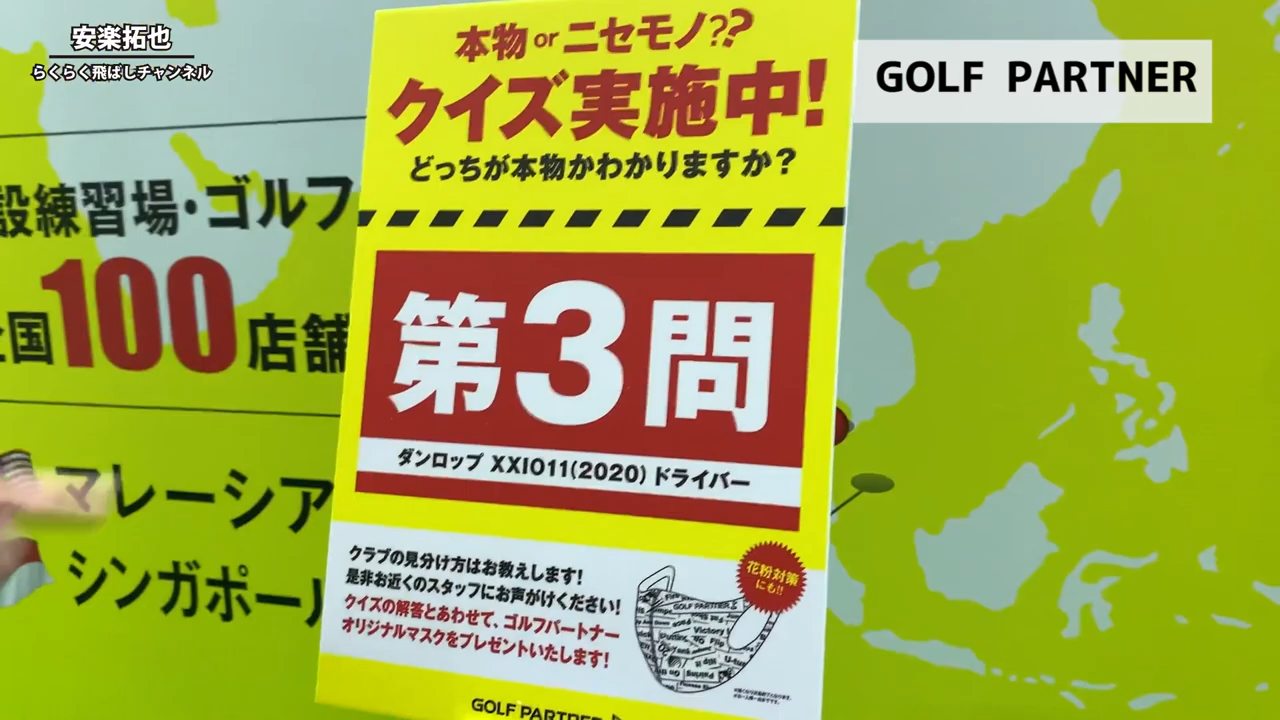 安楽拓也
らくらく飛ばしチャンネル
GOLF PARTNER
設練習場・ゴルフ
全国100店舗
マレーシア
シンガポール
本物orニセモノ??
クイズ実施中!
どっちが本物かわかりますか?
第3問
ダンロップ XXIO11(2020) ドライバー
クラブの見分け方はお教えします!
是非お近くのスタッフにお声がけください!
クイズの解答とあわせて、ゴルフパートナー
オリジナルマスクをプレゼントいたします!
花粉対策
にも!!
GOLF PARTNER
Victory
GOLF PARTNER